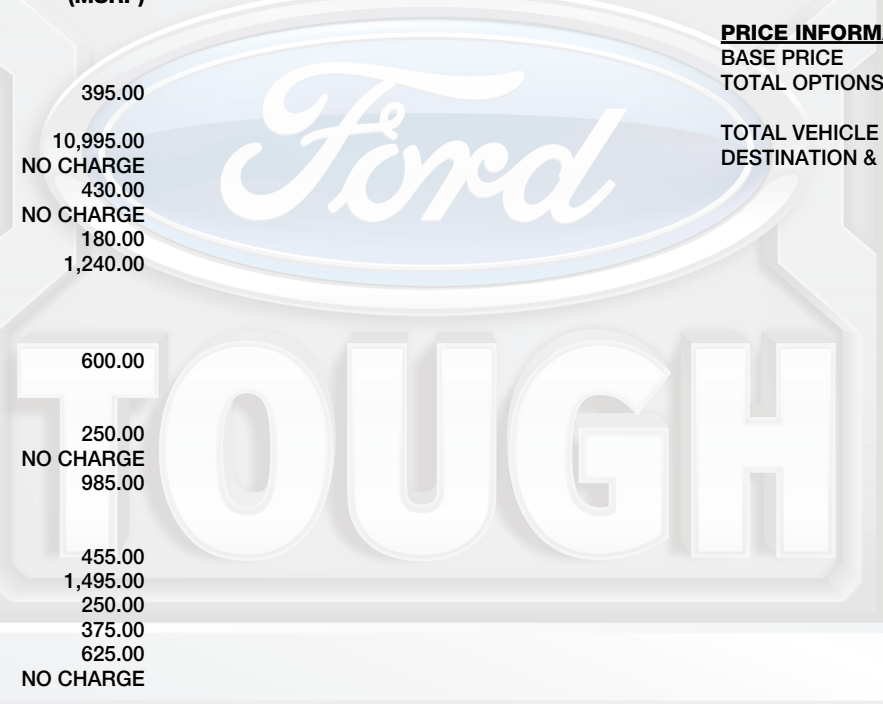 (MSRP)
395.00
10,995.00
NO CHARGE
430.00
NO CHARGE
180.00
1,240.00
600.00
250.00
NO CHARGE
985.00
455.00
1,495.00
250.00
375.00
625.00
NO CHARGE
PRICE INFORMA
BASE PRICE
TOTAL OPTIONS
TOTAL VEHICLE
DESTINATION &
Ford
TOUGH